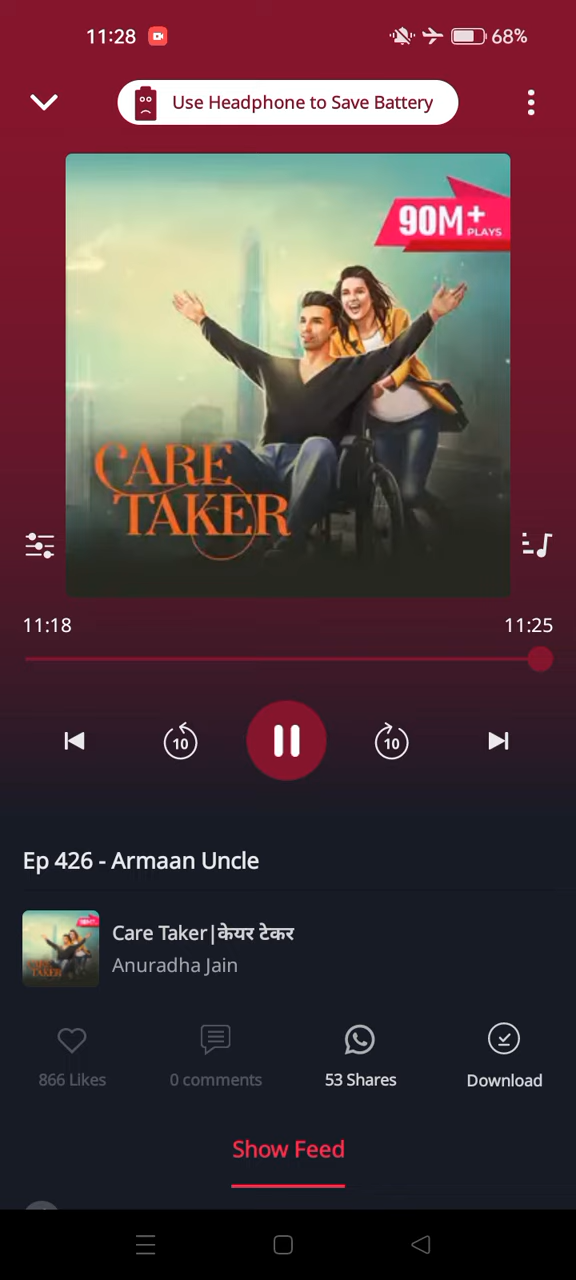 11:28
68%
Use Headphone to Save Battery
90M+
PLAYS
CARE
TAKER
11:18
11:25
10
10
Ep 426 - Armaan Uncle
Care Taker|केयर टेकर
Anuradha Jain
866 Likes
0 comments
53 Shares
Download
Show Feed